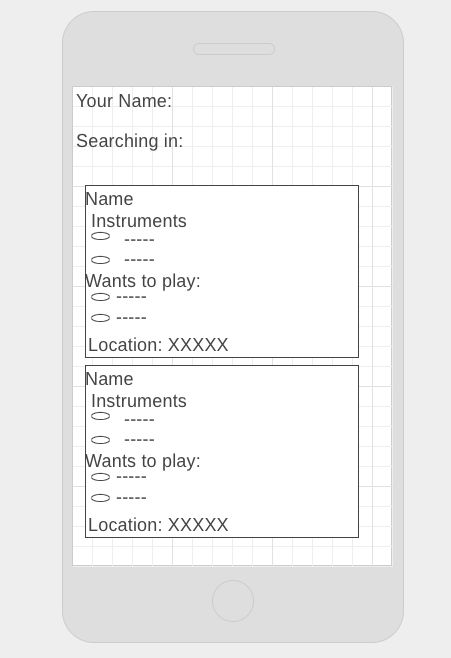 Your Name:
Searching in:
Name
Instruments
-----
-----
Wants to play:
-----
-----
Location: XXXXX
Name
Instruments
-----
-----
Wants to play:
-----
-----
Location: XXXXX